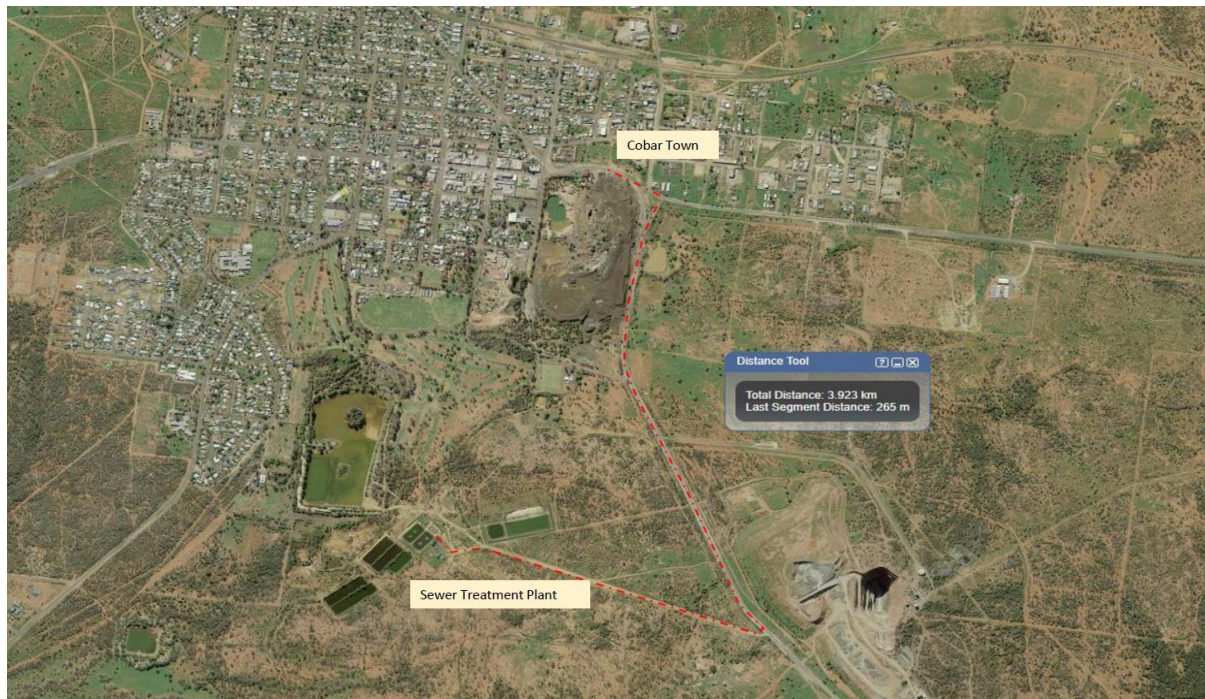 Cobar Town
Distance Tool
Total Distance: 3.923 km
Last Segment Distance: 265 m
Sewer Treatment Plant